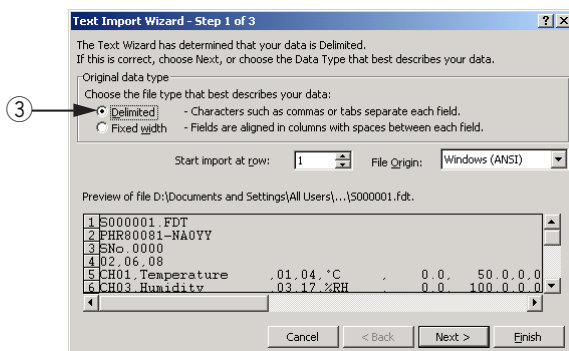 Text Import Wizard - Step 1 of 3
The Text Wizard has determined that your data is Delimited.
If this is correct, choose Next, or choose the Data Type that best describes your data.
Original data type
Choose the file type that best describes your data:
③ Delimited - Characters such as commas or tabs separate each field.
Fixed width - Fields are aligned in columns with spaces between each field.
Start import at row: 1 File Origin: Windows (ANSI)
Preview of file D:\Documents and Settings\All Users\...\S000001.fdt.
1 S000001.FDT
2 PHR80081-NA0YY
3 SNo.0000
4 02,06,08
5 CH01,Temperature ,01,04,°C , 0.0, 50.0,0,0
6 CH03,Humidity ,03,17,%RH , 0.0, 100.0,0,0
Cancel < Back Next > Finish